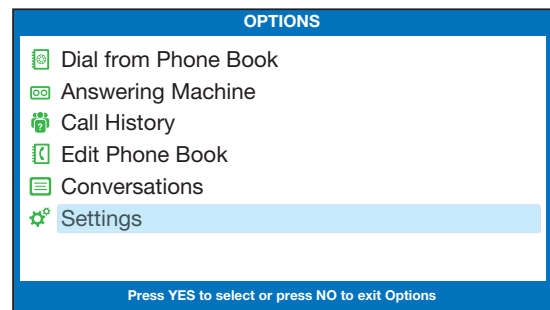 OPTIONS
Dial from Phone Book
Answering Machine
Call History
Edit Phone Book
Conversations
Settings
Press YES to select or press NO to exit Options